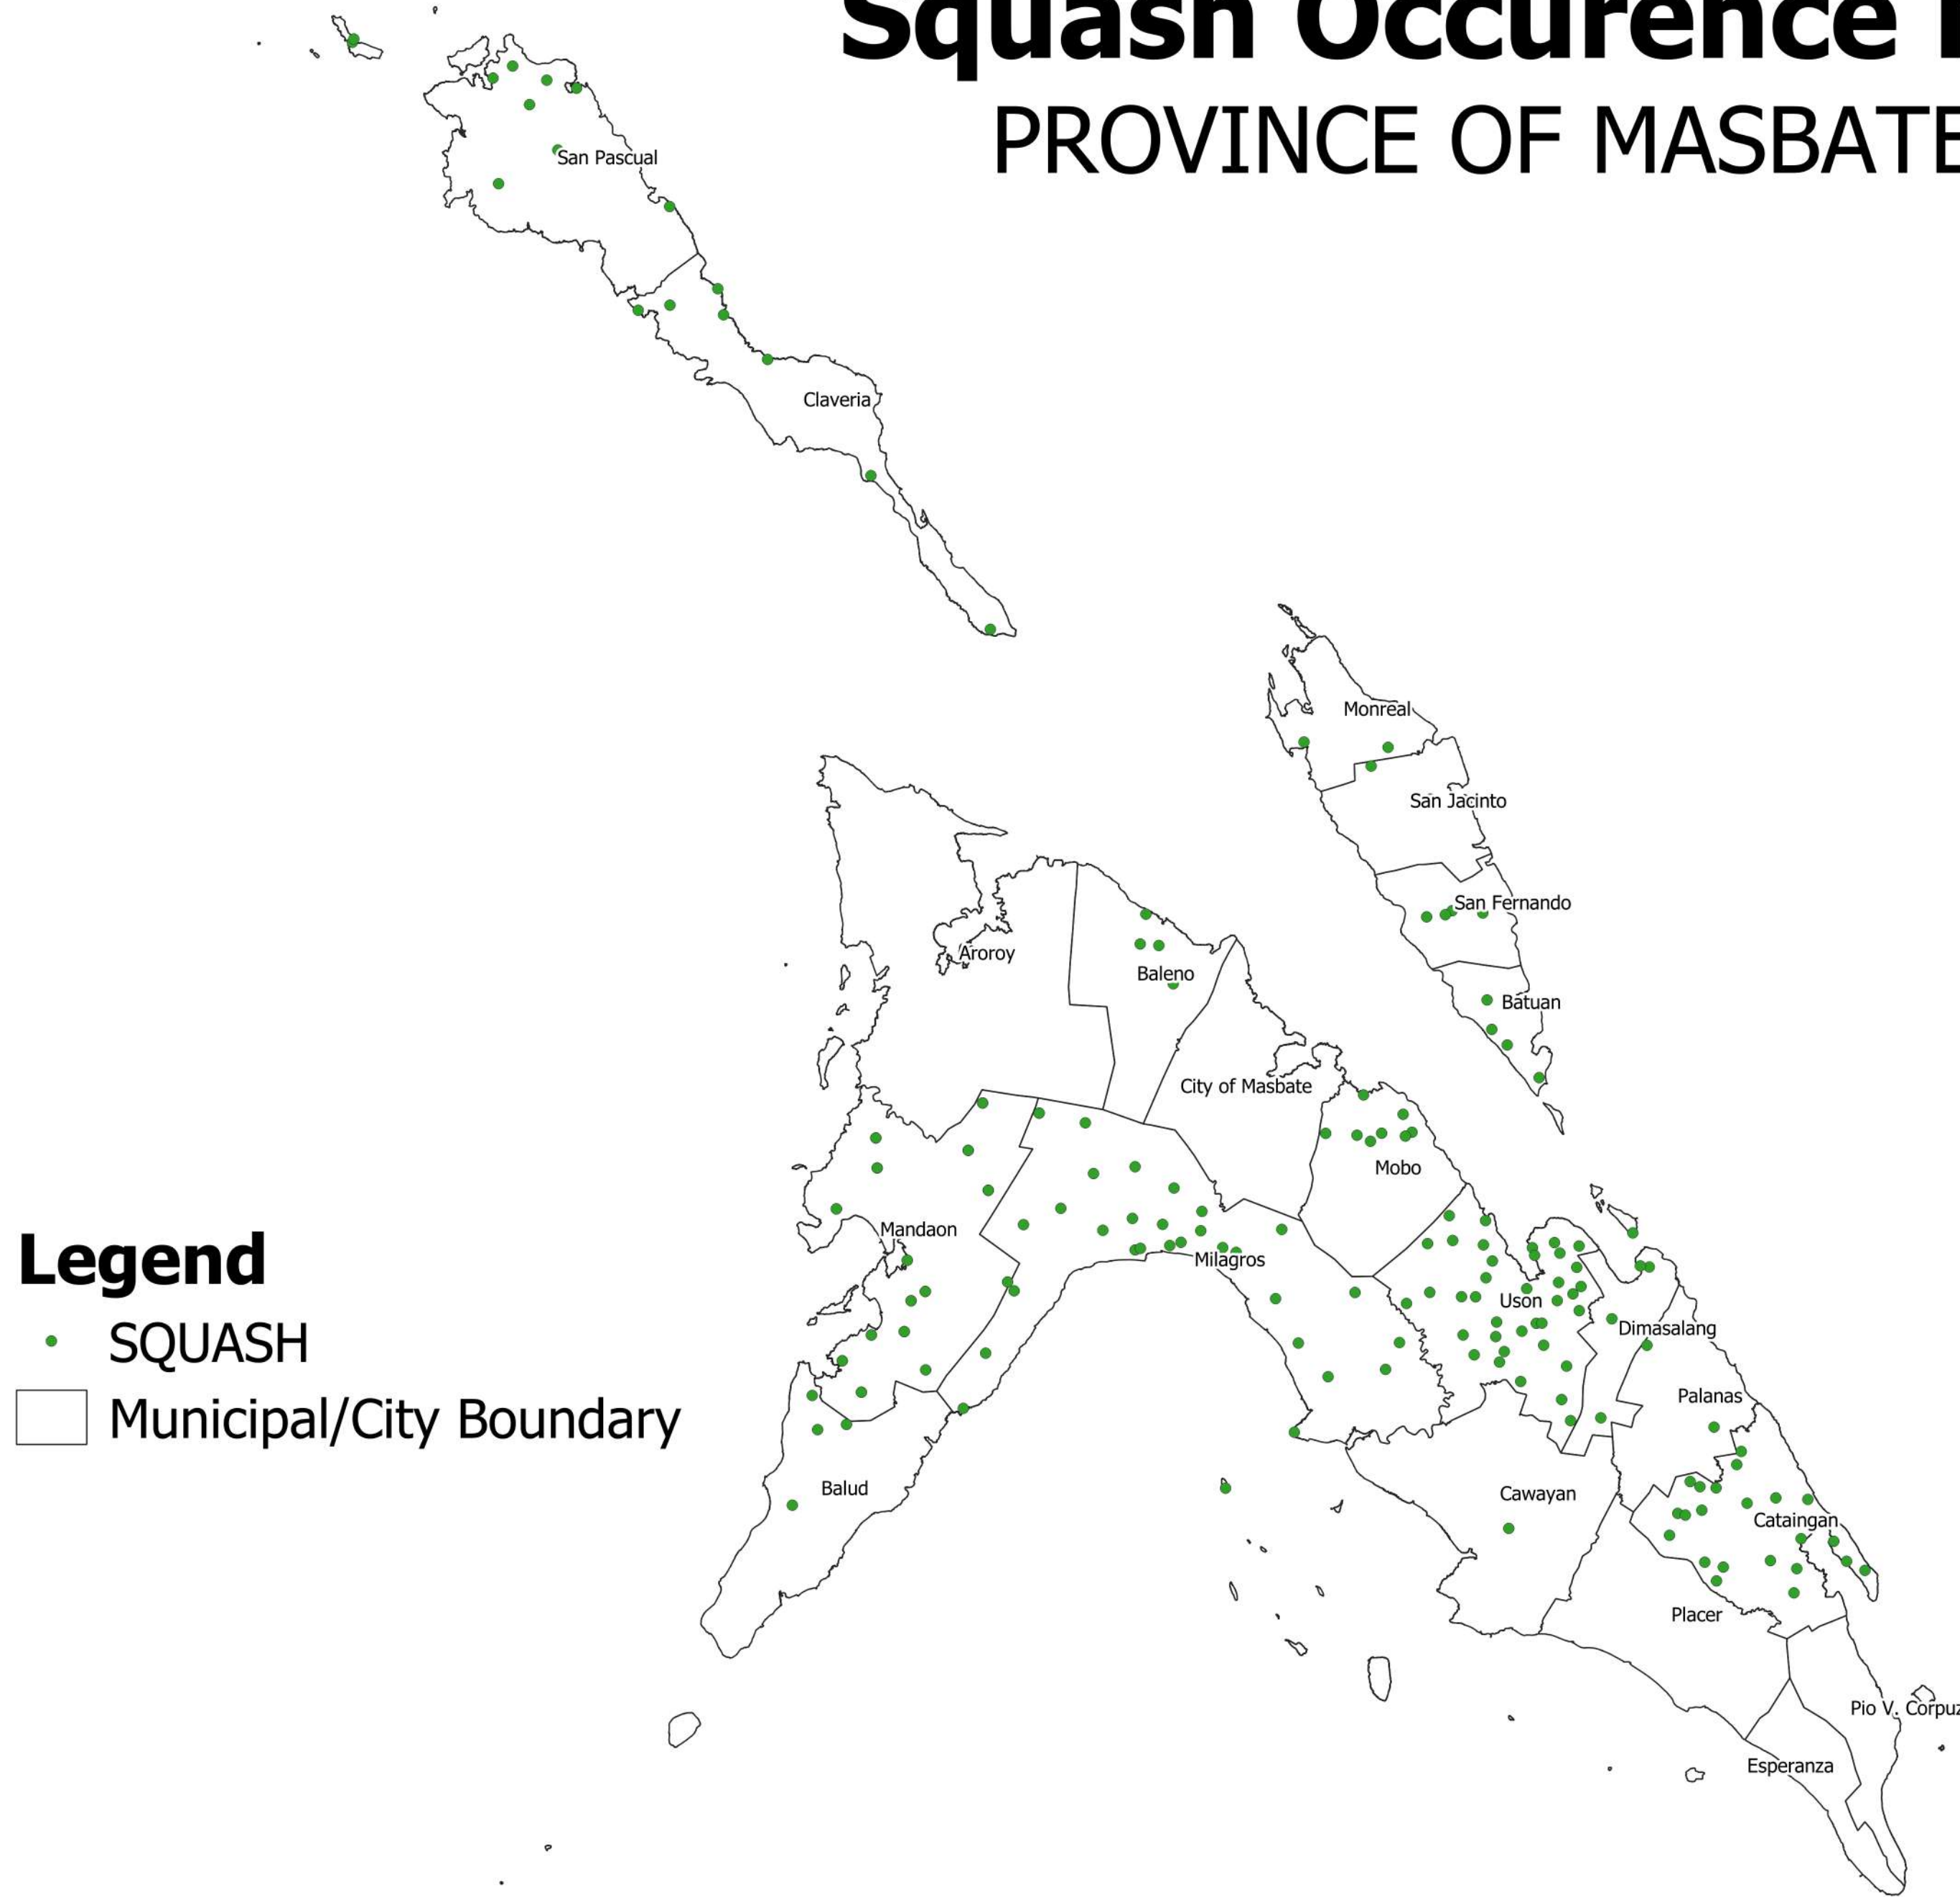 Squash Occurence
PROVINCE OF MASBATE
San Pascual
Claveria
Monreal
San Jacinto
San Fernando
Aroroy
Baleno
Batuan
City of Masbate
Mobo
Mandaon
Milagros
Uson
Dimasalang
Palanas
Balud
Cawayan
Cataingan
Placer
Pio V. Corpuz
Esperanza
Legend
SQUASH
Municipal/City Boundary